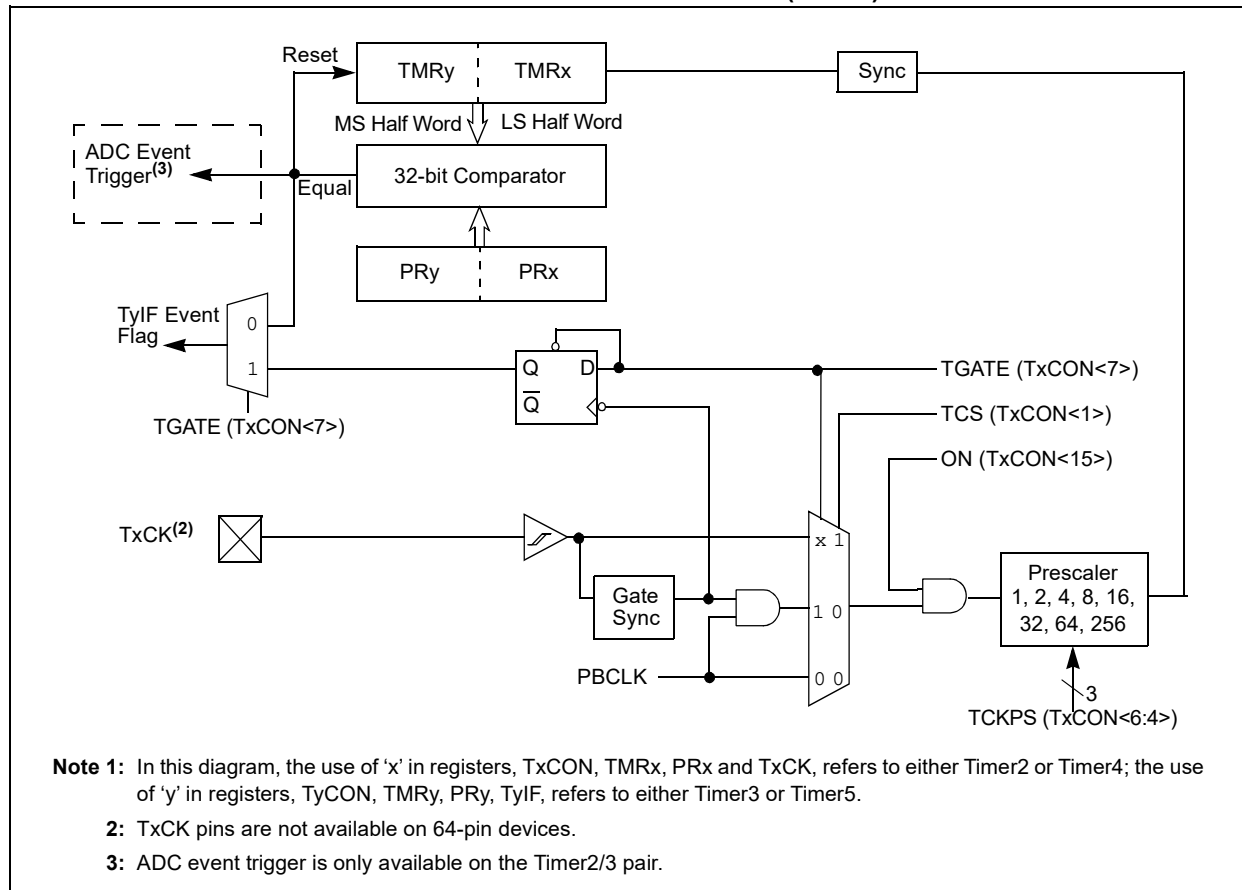 Reset
TMRy TMRx
Sync
MS Half Word LS Half Word
ADC Event
Trigger(3)
Equal
32-bit Comparator
PRy PRx
TyIF Event
Flag
0
1
TGATE (TxCON<7>)
Q D
Q̅
TGATE (TxCON<7>)
TCS (TxCON<1>)
ON (TxCON<15>)
TxCK(2)
x 1
Gate
Sync
1 0
PBCLK
0 0
Prescaler
1, 2, 4, 8, 16,
32, 64, 256
3
TCKPS (TxCON<6:4>)
Note 1: In this diagram, the use of ‘x’ in registers, TxCON, TMRx, PRx and TxCK, refers to either Timer2 or Timer4; the use
of ‘y’ in registers, TyCON, TMRy, PRy, TyIF, refers to either Timer3 or Timer5.
2: TxCK pins are not available on 64-pin devices.
3: ADC event trigger is only available on the Timer2/3 pair.